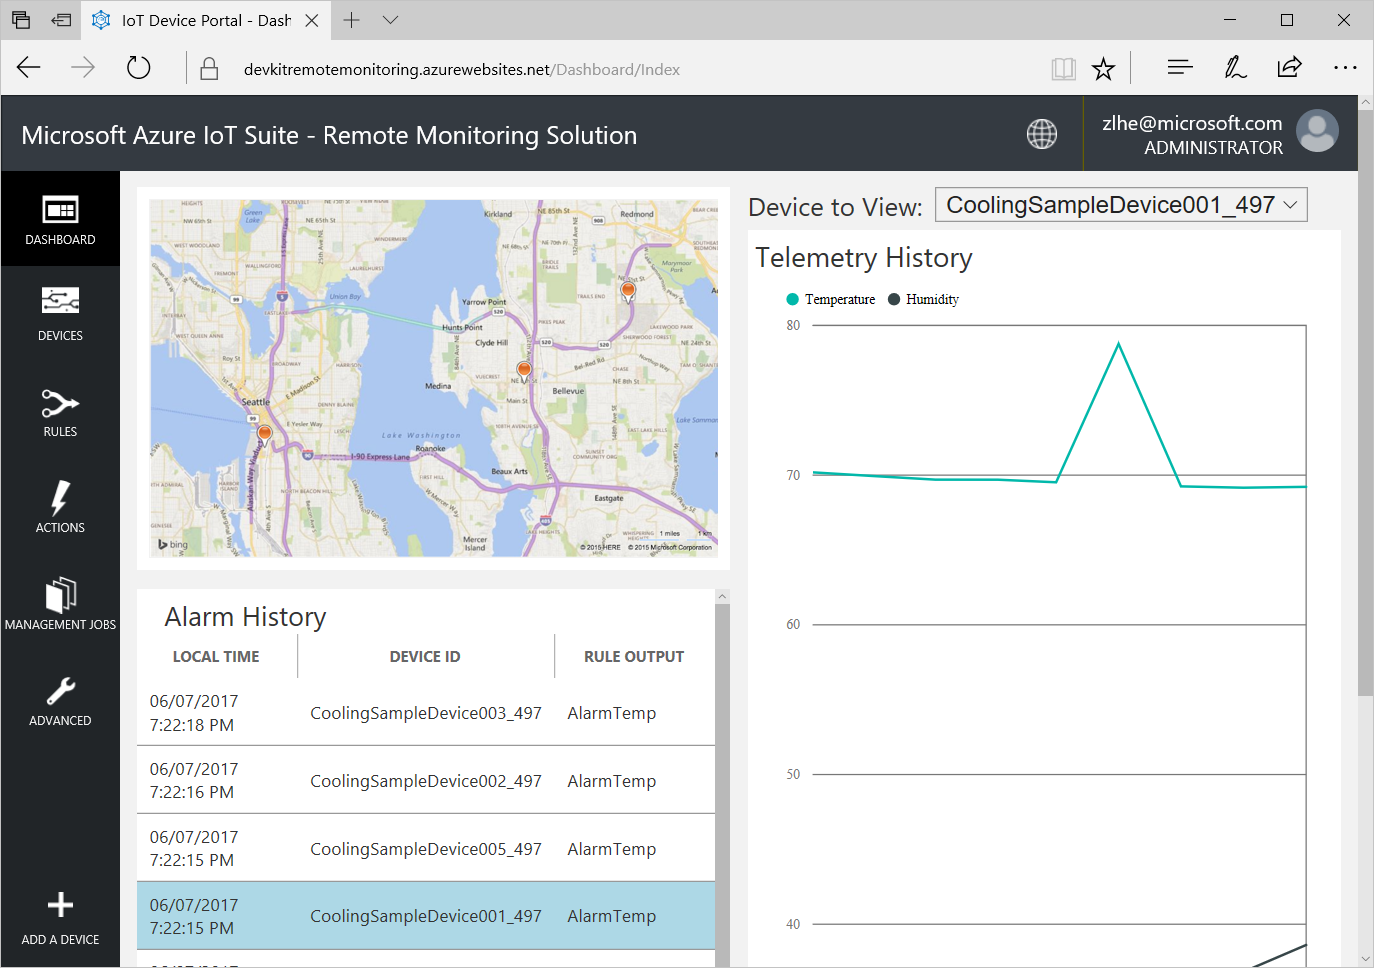 IoT Device Portal - Dash
devkitremotemonitoring.azurewebsites.net/Dashboard/Index
Microsoft Azure IoT Suite - Remote Monitoring Solution
zlhe@microsoft.com
ADMINISTRATOR
DASHBOARD
DEVICES
RULES
ACTIONS
MANAGEMENT JOBS
ADVANCED
ADD A DEVICE
Kirkland
Redmond
Union Bay
Yarrow Point
Hunts Point
Clyde Hill
Medina
Bellevue
Seattle
Lake Washington
Roanoke
I-90 Express Lane
Beaux Arts
Eastgate
Mercer
Island
bing
1 miles
1 km
© 2015 HERE © 2015 Microsoft Corporation
Alarm History
LOCAL TIME DEVICE ID RULE OUTPUT
06/07/2017
7:22:18 PM
CoolingSampleDevice003_497 AlarmTemp
06/07/2017
7:22:16 PM
CoolingSampleDevice002_497 AlarmTemp
06/07/2017
7:22:15 PM
CoolingSampleDevice005_497 AlarmTemp
06/07/2017
7:22:15 PM
CoolingSampleDevice001_497 AlarmTemp
Device to View: CoolingSampleDevice001_497
Telemetry History
Temperature Humidity
80
70
60
50
40